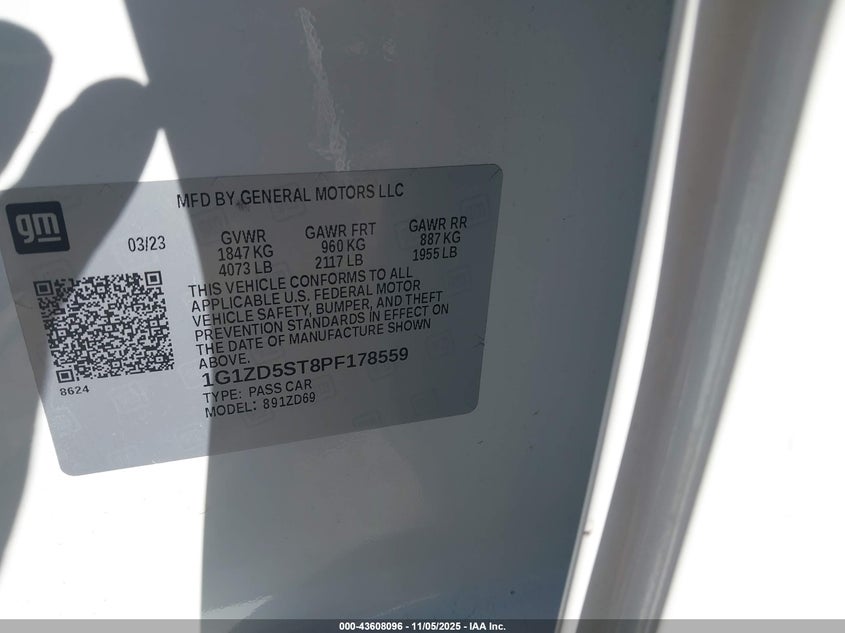 MFD BY GENERAL MOTORS LLC
gm
03/23
GVWR
1847 KG
4073 LB
GAWR FRT
960 KG
2117 LB
GAWR RR
887 KG
1955 LB
THIS VEHICLE CONFORMS TO ALL
APPLICABLE U.S. FEDERAL MOTOR
VEHICLE SAFETY, BUMPER, AND THEFT
PREVENTION STANDARDS IN EFFECT ON
THE DATE OF MANUFACTURE SHOWN
ABOVE.
1G1ZD5ST8PF178559
TYPE: PASS CAR
MODEL: 891ZD69
8624
000-43608096 - 11/05/2025 - IAA Inc.